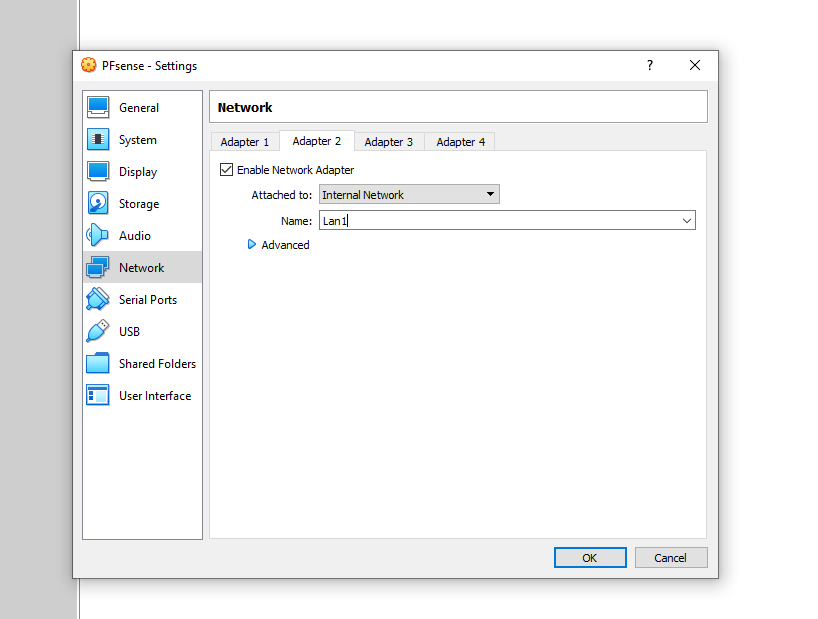 PFsense - Settings
?
General
System
Display
Storage
Audio
Network
Serial Ports
USB
Shared Folders
User Interface
Network
Adapter 1 Adapter 2 Adapter 3 Adapter 4
Enable Network Adapter
Attached to: Internal Network
Name: Lan1
Advanced
OK Cancel